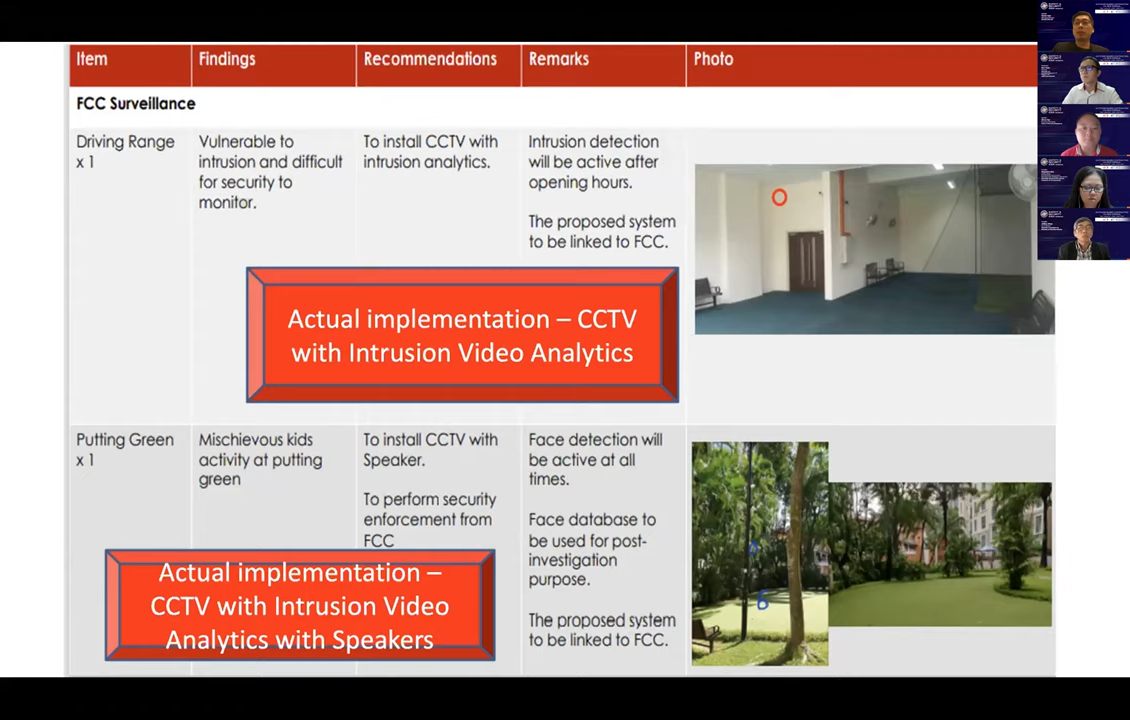 Item
Findings
Recommendations
Remarks
Photo
FCC Surveillance
Driving Range
x 1
Vulnerable to
intrusion and difficult
for security to
monitor.
To install CCTV with
intrusion analytics.
Intrusion detection
will be active after
opening hours.
The proposed system
to be linked to FCC.
Actual implementation – CCTV
with Intrusion Video Analytics
Putting Green
x 1
Mischievous kids
activity at putting
green
To install CCTV with
Speaker.
To perform security
enforcement from
FCC
Face detection will
be active at all
times.
Face database to
be used for post-
investigation
purpose.
The proposed system
to be linked to FCC.
Actual implementation –
CCTV with Intrusion Video
Analytics with Speakers